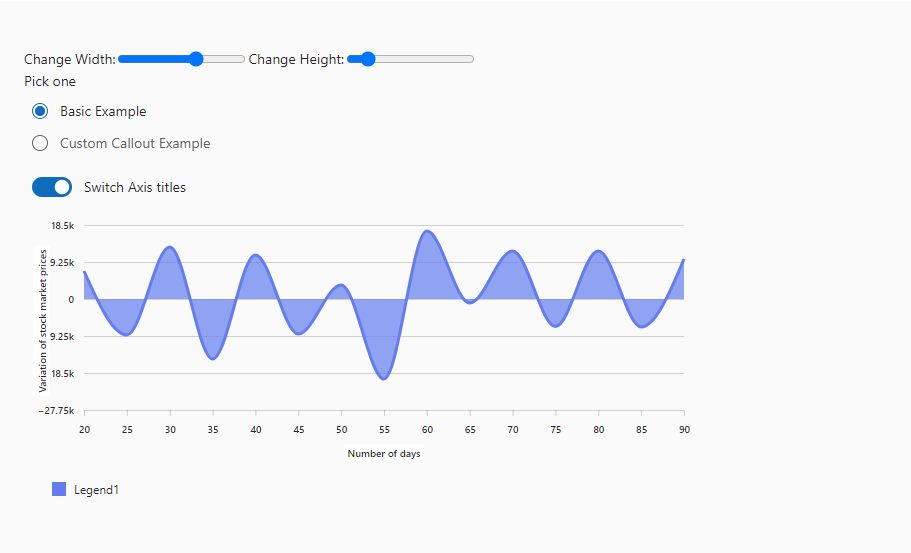 Change Width: Change Height:
Pick one
Basic Example
Custom Callout Example
Switch Axis titles
Variation of stock market prices
18.5k
9.25k
0
9.25k
18.5k
−27.75k
20 25 30 35 40 45 50 55 60 65 70 75 80 85 90
Number of days
Legend1